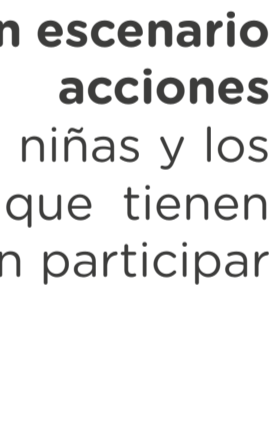 n escenario
acciones
niñas y los
que tienen
n participar